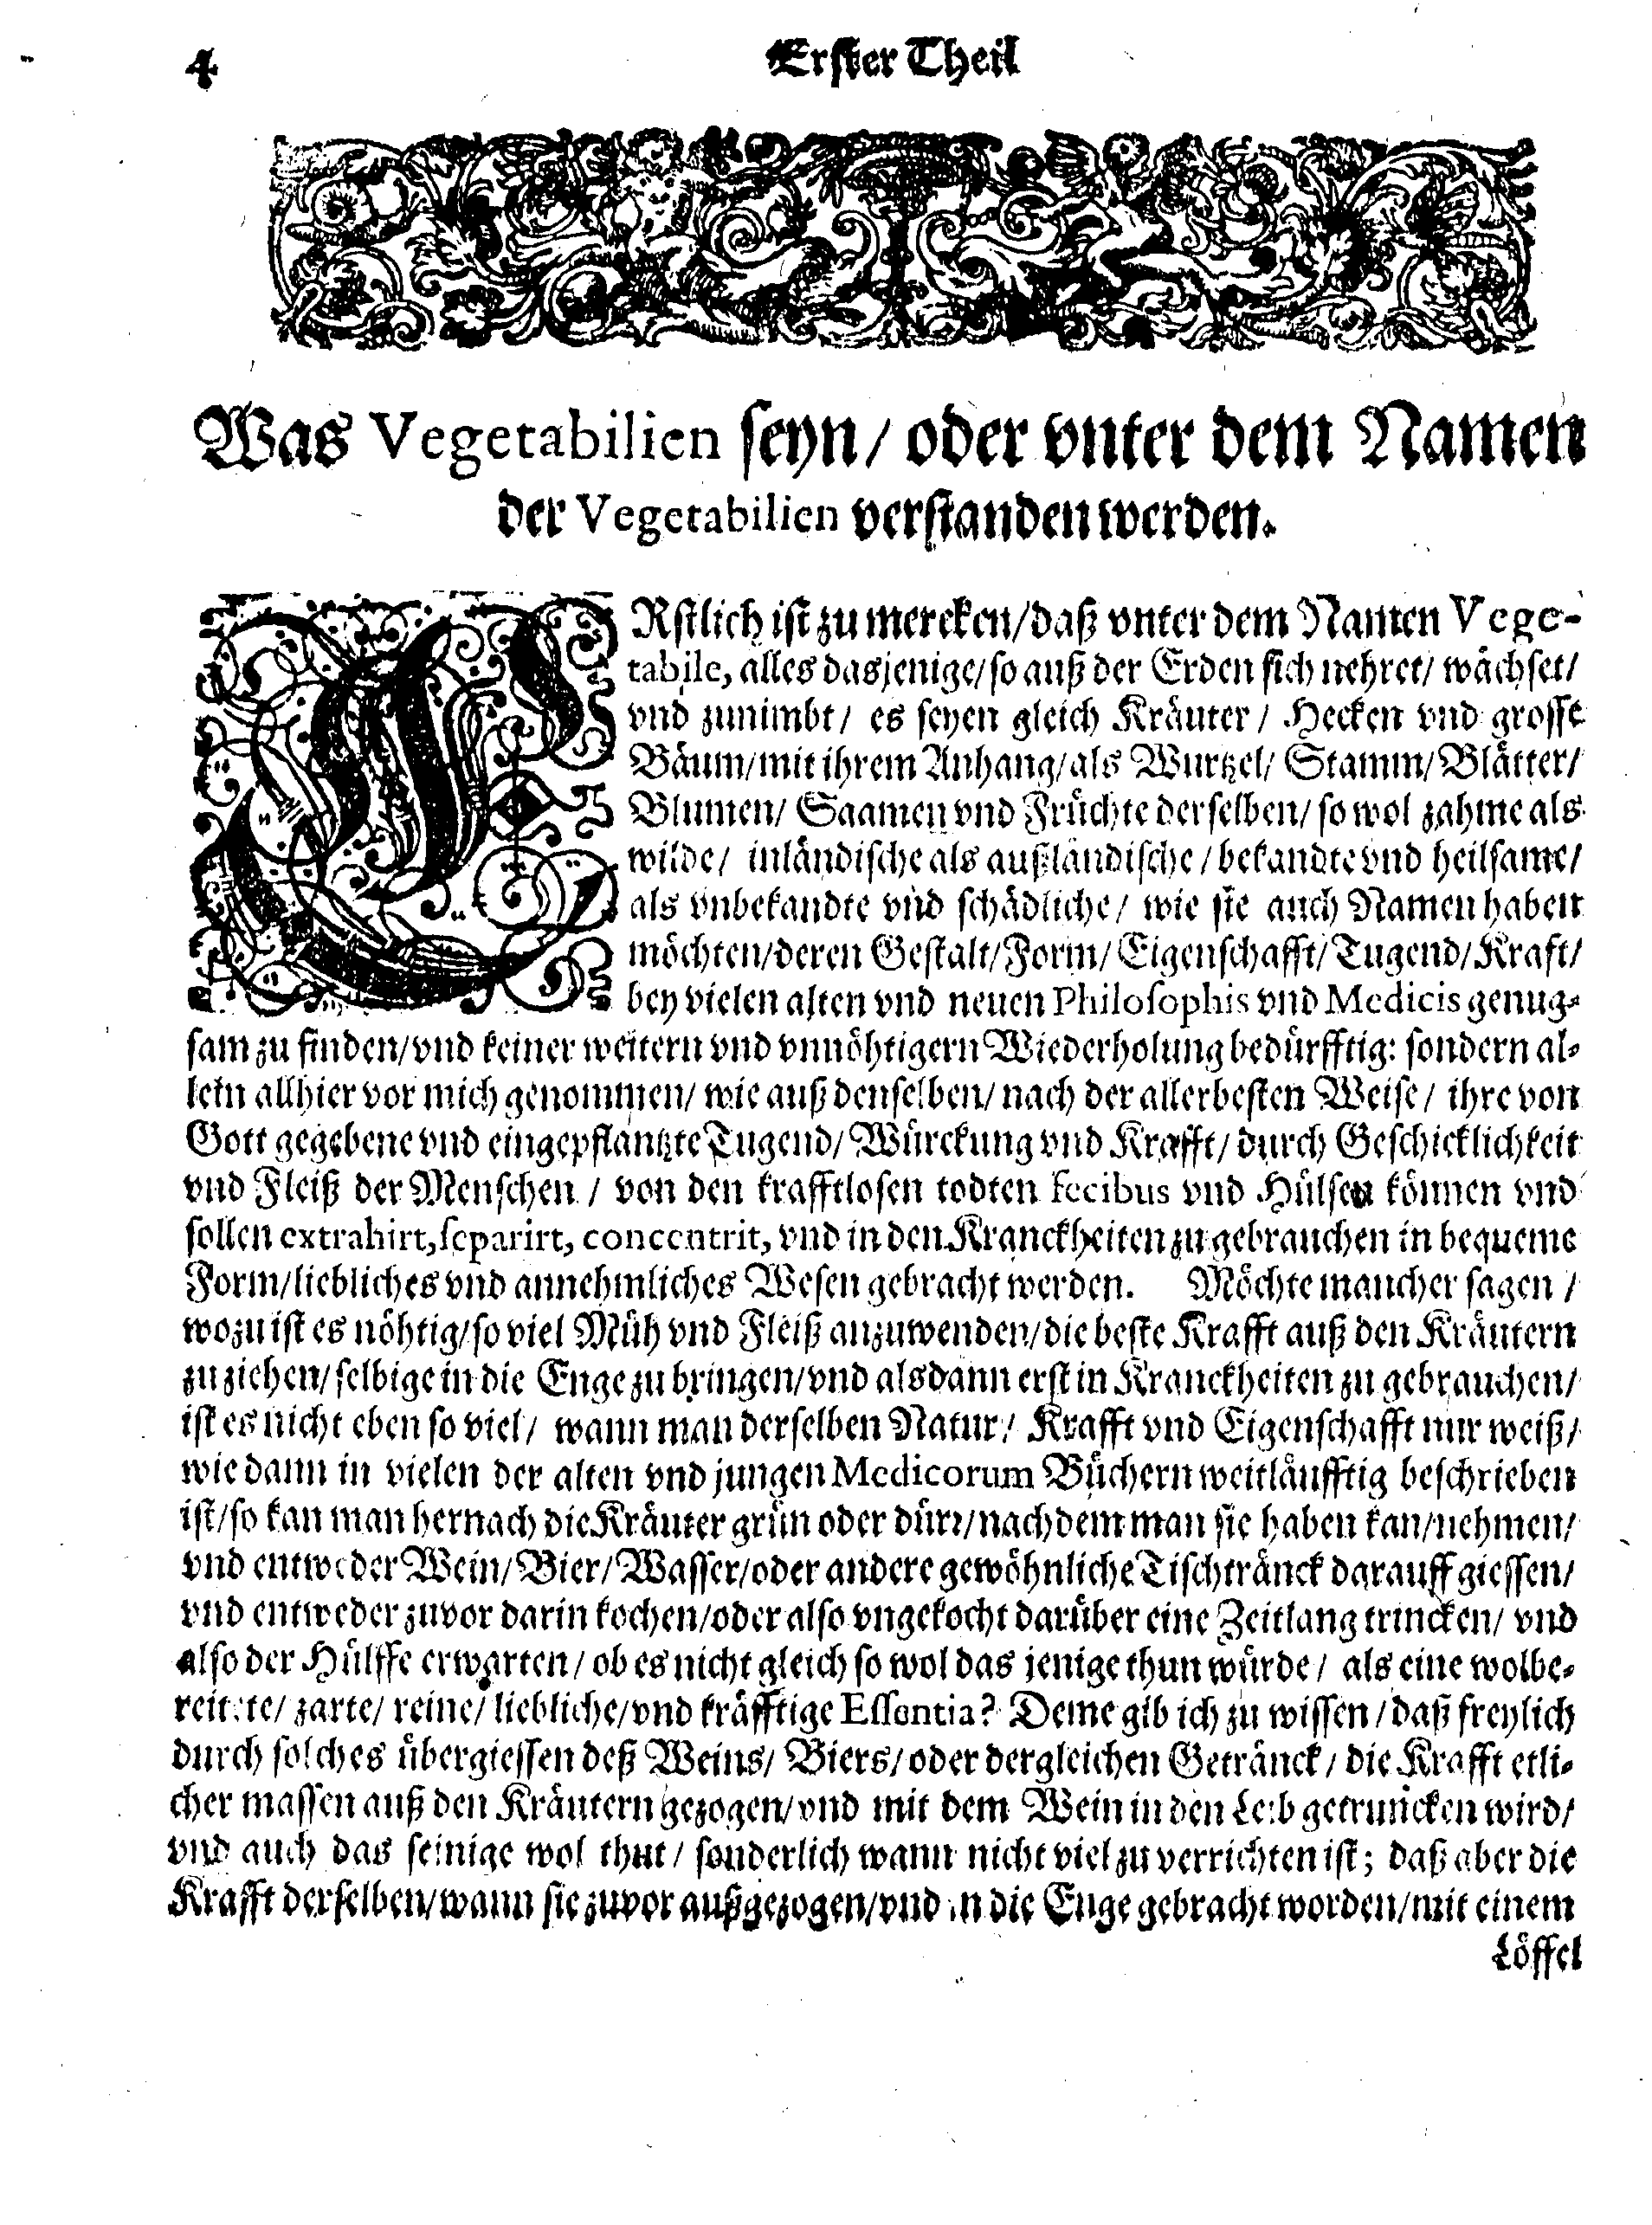 4 Erster Theil
Was Vegetabilien seyn/ oder vnter dem Namen
der Vegetabilien verstanden werden.
ERstlich ist zu mercken/daß vnter dem Namen Vege-
tabile, alles dasjenige/so auß der Erden sich nehret/ wächset/
vnd zunimbt/ es seyen gleich Kräuter/ Hecken vnd grosse
Bäum/mit ihrem Anhang/als Wurtzel/ Stamm/Blätter/
Blumen/ Saamen vnd Früchte derselben/ so wol zahme als
wilde/ inländische als außländische/bekandte vnd heilsame/
als vnbekandte vnd schädliche/ wie sie auch Namen haben
möchten/deren Gestalt/Form/ Eigenschafft/Tugend/Kraft/
bey vielen alten vnd neuen Philosophis vnd Medicis genug-
sam zu finden/vnd keiner weitern vnd vnnöhtigern Wiederholung bedürfftig: sondern al-
lein allhier vor mich genommen/ wie auß denselben/ nach der allerbesten Weise/ ihre von
Gott gegebene vnd eingepflantzte Tugend/ Würckung vnd Krafft/ durch Geschicklichkeit
vnd Fleiß der Menschen/ von den krafftlosen todten fecibus vnd Hülsen können vnd
sollen extrahirt, separirt, concentrit, vnd in den Kranckheiten zu gebrauchen in bequeme
Form/liebliches vnd annehmliches Wesen gebracht werden. Möchte mancher sagen/
wozu ist es nöhtig/so viel Müh vnd Fleiß anzuwenden/die beste Krafft auß den Kräutern
zu ziehen/ selbige in die Enge zu bringen/vnd alsdann erst in Kranckheiten zu gebrauchen/
ist es nicht eben so viel/ wann man derselben Natur/ Krafft vnd Eigenschafft nur weiß/
wie dann in vielen der alten vnd jungen Medicorum Büchern weitläufftig beschrieben
ist/so kan man hernach die Kräuter grün oder dürr/nachdem man sie haben kan/nehmen/
vnd entweder Wein/Bier/Wasser/oder andere gewöhnliche Tischtränck darauff giessen/
vnd entweder zuvor darin kochen/oder also vngekocht darüber eine Zeitlang trincken/ vnd
also der Hülffe erwarten/ ob es nicht gleich so wol das jenige thun würde/ als eine wolbe-
reitete/ zarte/ reine/ liebliche/vnd kräfftige Essentia? Deme gib ich zu wissen/daß freylich
durch solches übergiessen deß Weins/ Biers/oder dergleichen Getränck/ die Krafft etli-
cher massen auß den Kräutern gezogen/vnd mit dem Wein in den Leib getruncken wird/
vnd auch das seinige wol thut/ sonderlich wann nicht viel zu verrichten ist; daß aber die
Krafft derselben/wann sie zuvor außgezogen/vnd in die Enge gebracht worden/mit einem
Löffel